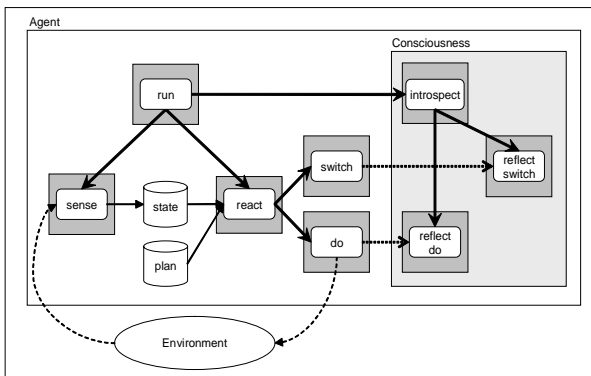 Agent
Consciousness
run
introspect
switch
reflect
switch
sense
state
react
plan
do
reflect
do
Environment